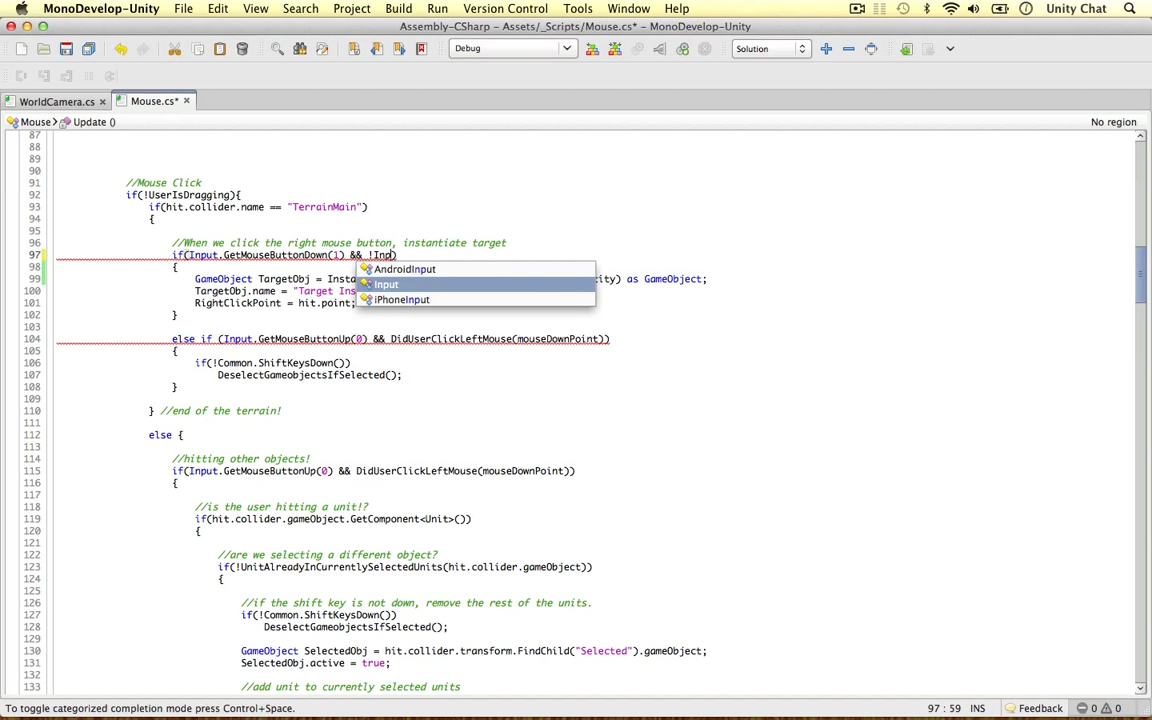 MonoDevelop-Unity File Edit View Search Project Build Run Version Control Tools Window Help Unity Chat
Assembly-CSharp - Assets/_Scripts/Mouse.cs* - MonoDevelop-Unity
Debug Solution
WorldCamera.cs Mouse.cs*
Mouse Update () No region
87
88
89
90
91 //Mouse Click
92 if(!UserIsDragging){
93 if(hit.collider.name == "TerrainMain")
94 {
95
96 //When we click the right mouse button, instantiate target
97 if(Input.GetMouseButtonDown(1) && !Inp)
98 {
AndroidInput
99 GameObject TargetObj = Insta ity) as GameObject;
Input
100 TargetObj.name = "Target Ins
iPhoneInput
101 RightClickPoint = hit.point;
102 }
103
104 else if (Input.GetMouseButtonUp(0) && DidUserClickLeftMouse(mouseDownPoint))
105 {
106 if(!Common.ShiftKeysDown())
107 DeselectGameobjectsIfSelected();
108 }
109
110 } //end of the terrain!
111
112 else {
113
114 //hitting other objects!
115 if(Input.GetMouseButtonUp(0) && DidUserClickLeftMouse(mouseDownPoint))
116 {
117
118 //is the user hitting a unit!?
119 if(hit.collider.gameObject.GetComponent<Unit>())
120 {
121
122 //are we selecting a different object?
123 if(!UnitAlreadyInCurrentlySelectedUnits(hit.collider.gameObject))
124 {
125
126 //if the shift key is not down, remove the rest of the units.
127 if(!Common.ShiftKeysDown())
128 DeselectGameobjectsIfSelected();
129
130 GameObject SelectedObj = hit.collider.transform.FindChild("Selected").gameObject;
131 SelectedObj.active = true;
132
133 //add unit to currently selected units
To toggle categorized completion mode press Control+Space. 97 : 59 INS Feedback 0 0